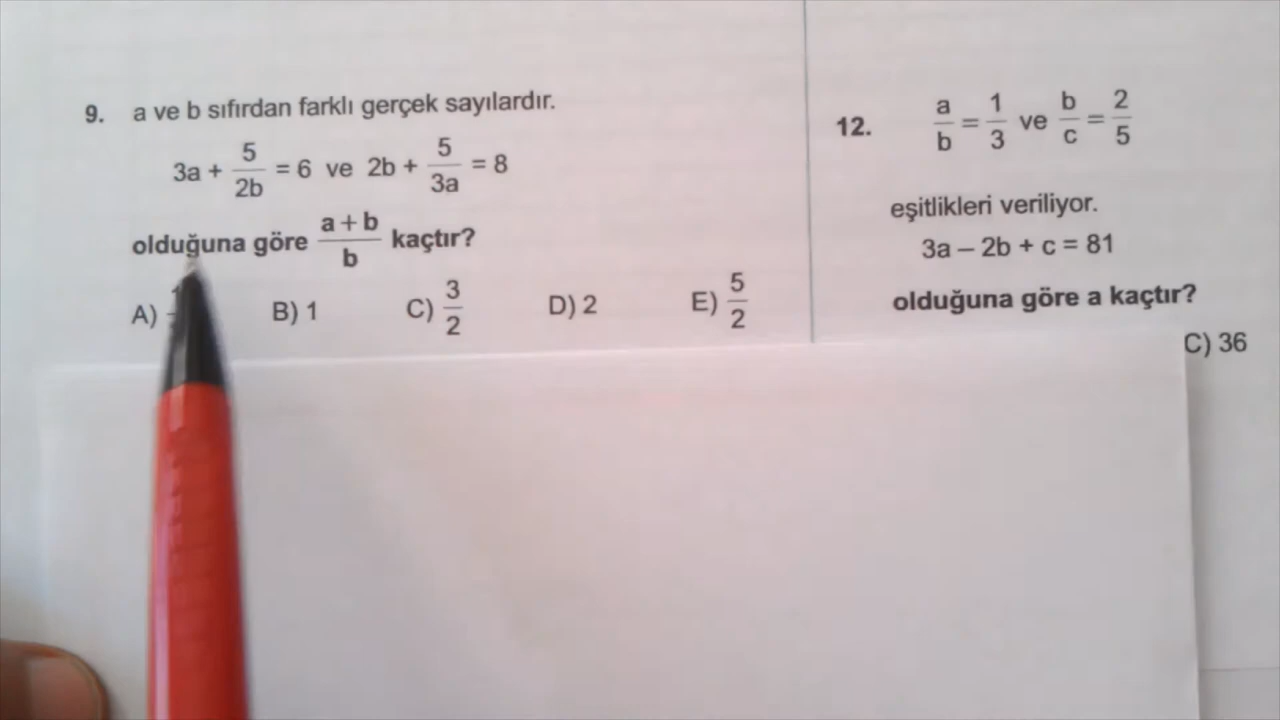 9. a ve b sıfırdan farklı gerçek sayılardır.
3a + 5/2b = 6 ve 2b + 5/3a = 8
olduğuna göre a+b/b kaçtır?
A) B) 1 C) 3/2 D) 2 E) 5/2
12. a/b = 1/3 ve b/c = 2/5
eşitlikleri veriliyor.
3a – 2b + c = 81
olduğuna göre a kaçtır?
C) 36